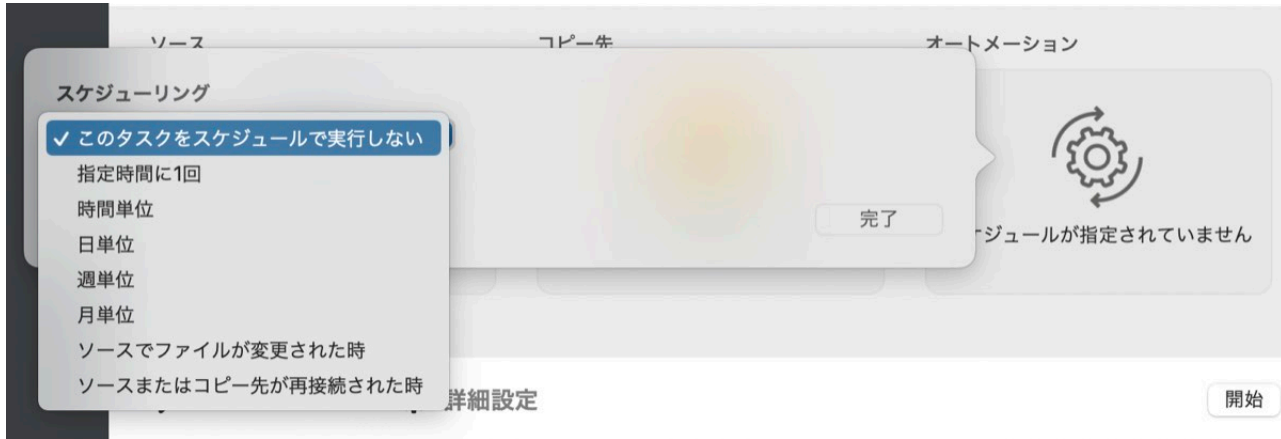 ソース
コピー先
オートメーション
スケジューリング
✓ このタスクをスケジュールで実行しない
指定時間に1回
時間単位
日単位
週単位
月単位
ソースでファイルが変更された時
ソースまたはコピー先が再接続された時
完了
ジュールが指定されていません
詳細設定
開始